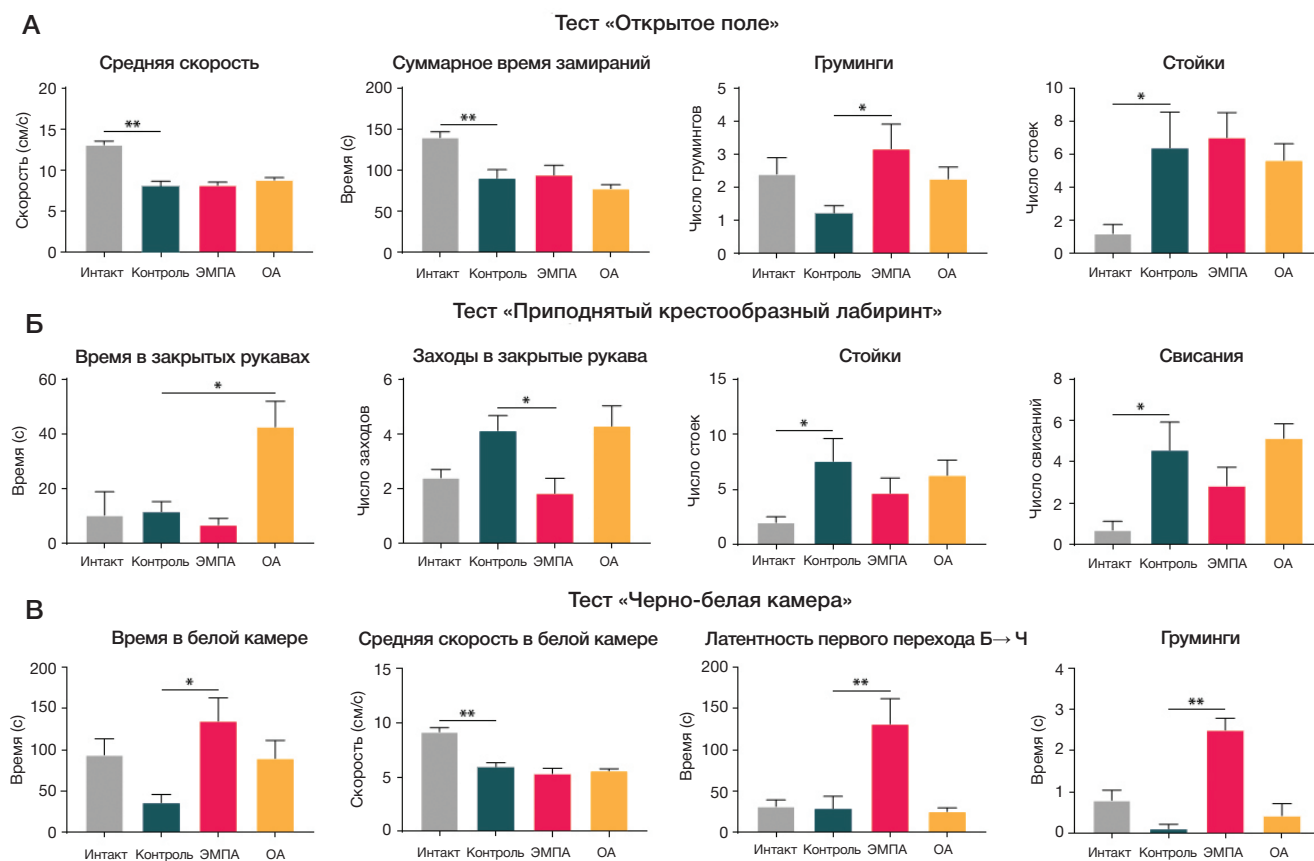 А
Тест «Открытое поле»
Средняя скорость
Скорость (см/с)
20
15
10
5
0
**
Интакт Контроль ЭМПА ОА
Суммарное время замираний
Время (с)
200
150
100
50
0
**
Интакт Контроль ЭМПА ОА
Груминги
Число грумингов
5
4
3
2
1
0
*
Интакт Контроль ЭМПА ОА
Стойки
Число стоек
10
8
6
4
2
0
*
Интакт Контроль ЭМПА ОА
Б
Тест «Приподнятый крестообразный лабиринт»
Время в закрытых рукавах
Время (с)
60
40
20
0
*
Интакт Контроль ЭМПА ОА
Заходы в закрытые рукава
Число заходов
6
4
2
0
*
Интакт Контроль ЭМПА ОА
Стойки
Число стоек
15
10
5
0
*
Интакт Контроль ЭМПА ОА
Свисания
Число свисаний
8
6
4
2
0
*
Интакт Контроль ЭМПА ОА
В
Тест «Черно-белая камера»
Время в белой камере
Время (с)
200
150
100
50
0
*
Интакт Контроль ЭМПА ОА
Средняя скорость в белой камере
Скорость (см/с)
15
10
5
0
**
Интакт Контроль ЭМПА ОА
Латентность первого перехода Б→ Ч
Время (с)
200
150
100
50
0
**
Интакт Контроль ЭМПА ОА
Груминги
Время (с)
4
3
2
1
0
**
Интакт Контроль ЭМПА ОА